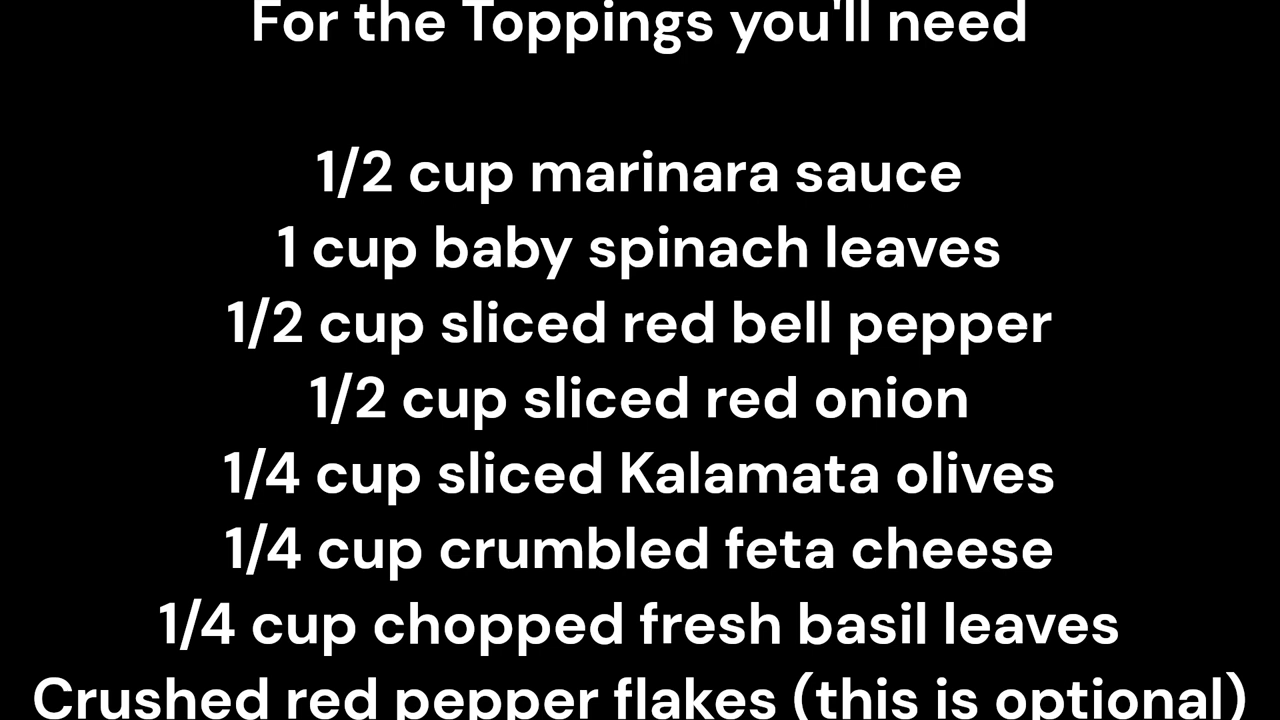 For the Toppings you'll need
1/2 cup marinara sauce
1 cup baby spinach leaves
1/2 cup sliced red bell pepper
1/2 cup sliced red onion
1/4 cup sliced Kalamata olives
1/4 cup crumbled feta cheese
1/4 cup chopped fresh basil leaves
Crushed red pepper flakes (this is optional)